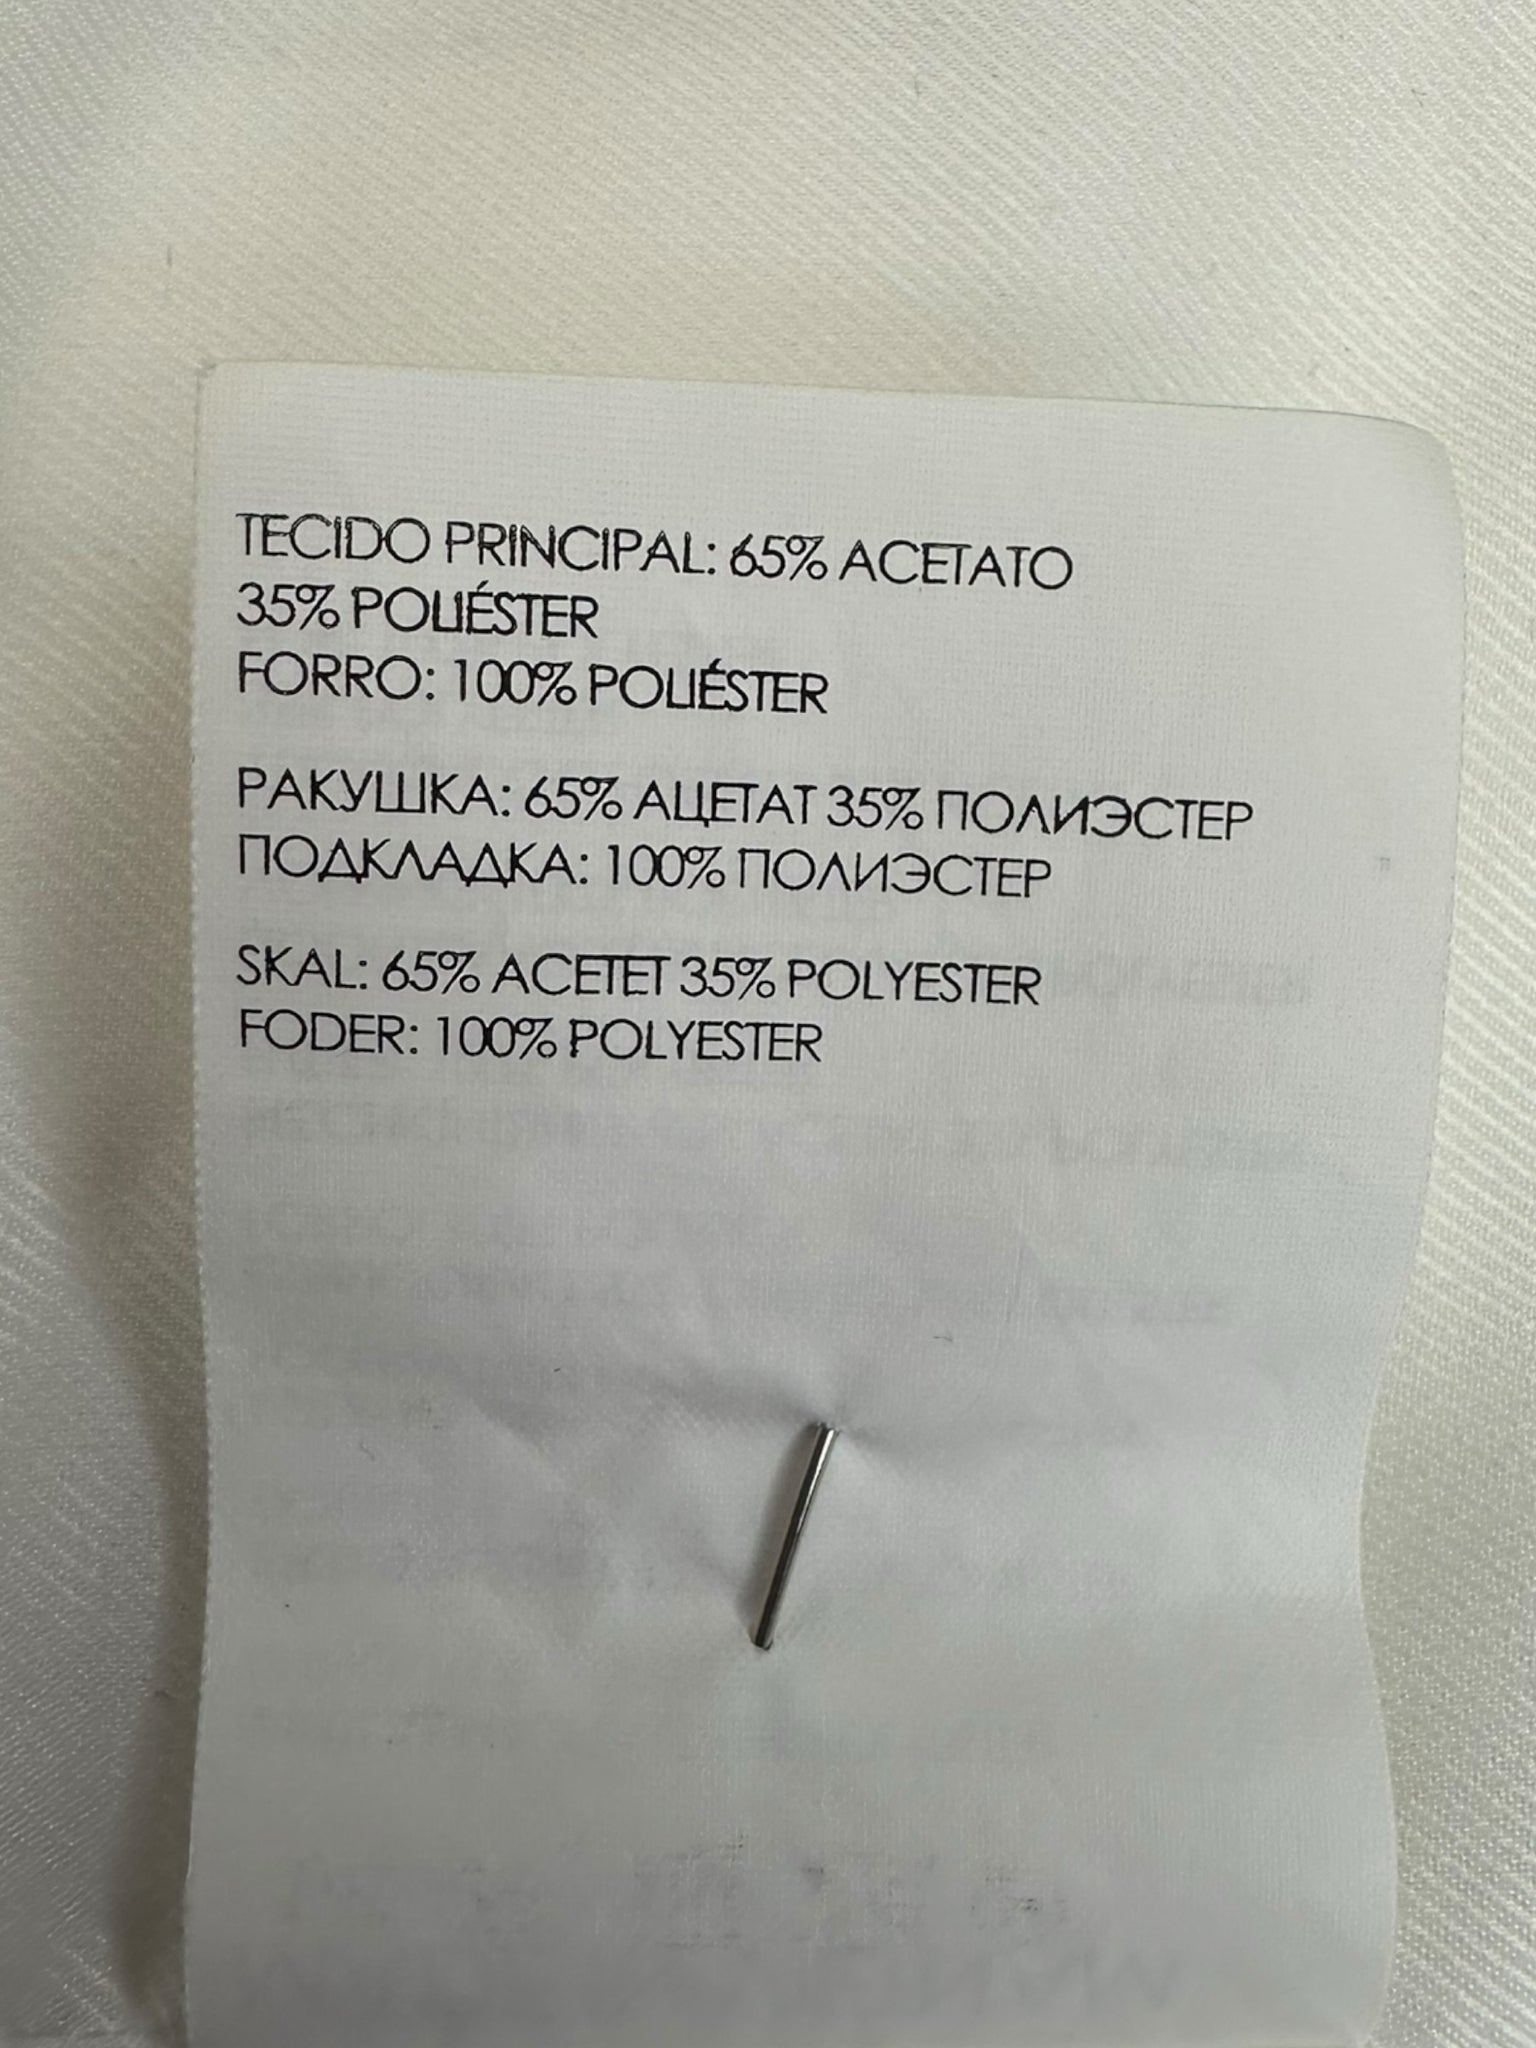 TECIDO PRINCIPAL: 65% ACETATO
35% POLIÉSTER
FORRO: 100% POLIÉSTER
РАКУШКА: 65% АЦЕТАТ 35% ПОЛИЭСТЕР
ПОДКЛАДКА: 100% ПОЛИЭСТЕР
SKAL: 65% ACETET 35% POLYESTER
FODER: 100% POLYESTER